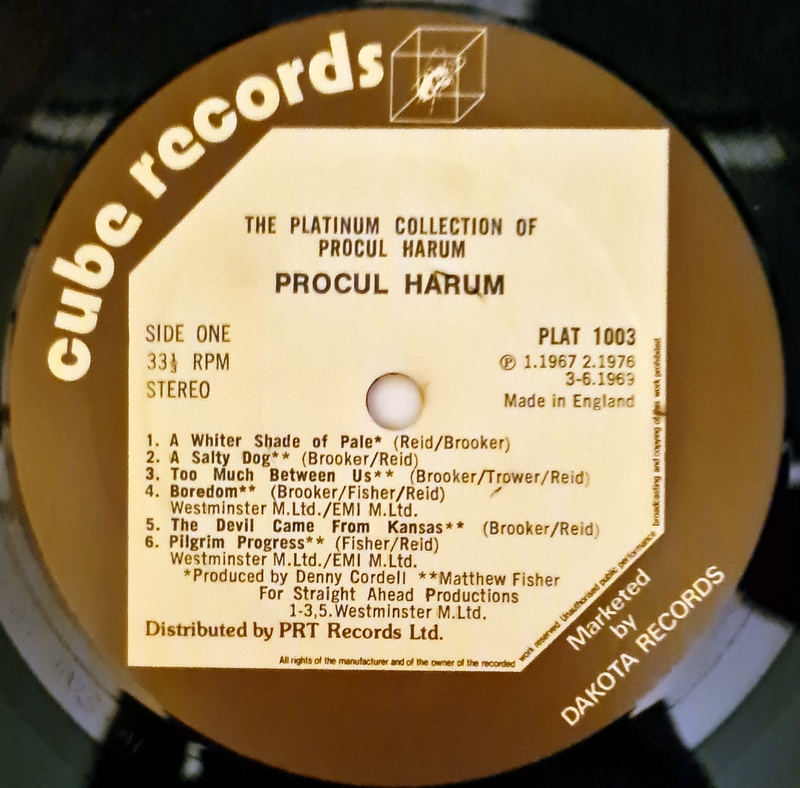 cube records
THE PLATINUM COLLECTION OF
PROCUL HARUM
PROCUL HARUM
SIDE ONE
33⅓ RPM
STEREO
PLAT 1003
Ⓟ 1.1967 2.1976
3-6.1969
Made in England
1. A Whiter Shade of Pale* (Reid/Brooker)
2. A Salty Dog** (Brooker/Reid)
3. Too Much Between Us** (Brooker/Trower/Reid)
4. Boredom** (Brooker/Fisher/Reid)
Westminster M.Ltd./EMI M.Ltd.
5. The Devil Came From Kansas** (Brooker/Reid)
6. Pilgrim Progress** (Fisher/Reid)
Westminster M.Ltd./EMI M.Ltd.
*Produced by Denny Cordell **Matthew Fisher
For Straight Ahead Productions
1-3,5.Westminster M.Ltd.
Distributed by PRT Records Ltd.
All rights of the manufacturer and of the owner of the recorded
work reserved Unauthorised public performance
broadcasting and copying of this work prohibited
Marketed
by
DAKOTA RECORDS